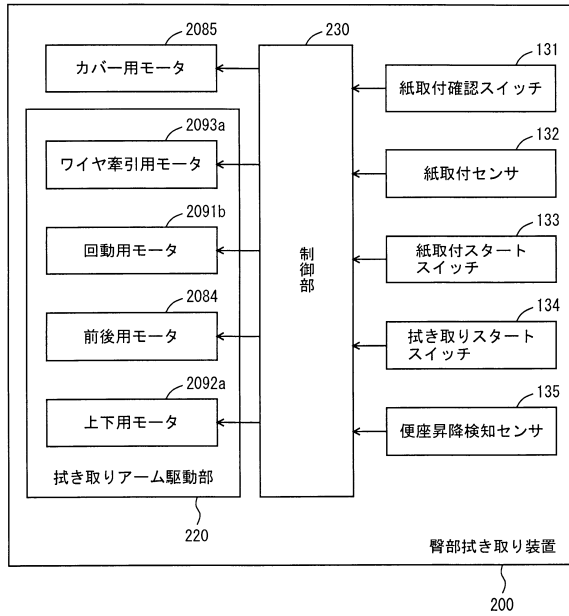 2085
カバー用モータ
2093a
ワイヤ牽引用モータ
2091b
回動用モータ
2084
前後用モータ
2092a
上下用モータ
拭き取りアーム駆動部
220
230
制御部
131
紙取付確認スイッチ
132
紙取付センサ
133
紙取付スタート
スイッチ
134
拭き取りスタート
スイッチ
135
便座昇降検知センサ
臀部拭き取り装置
200